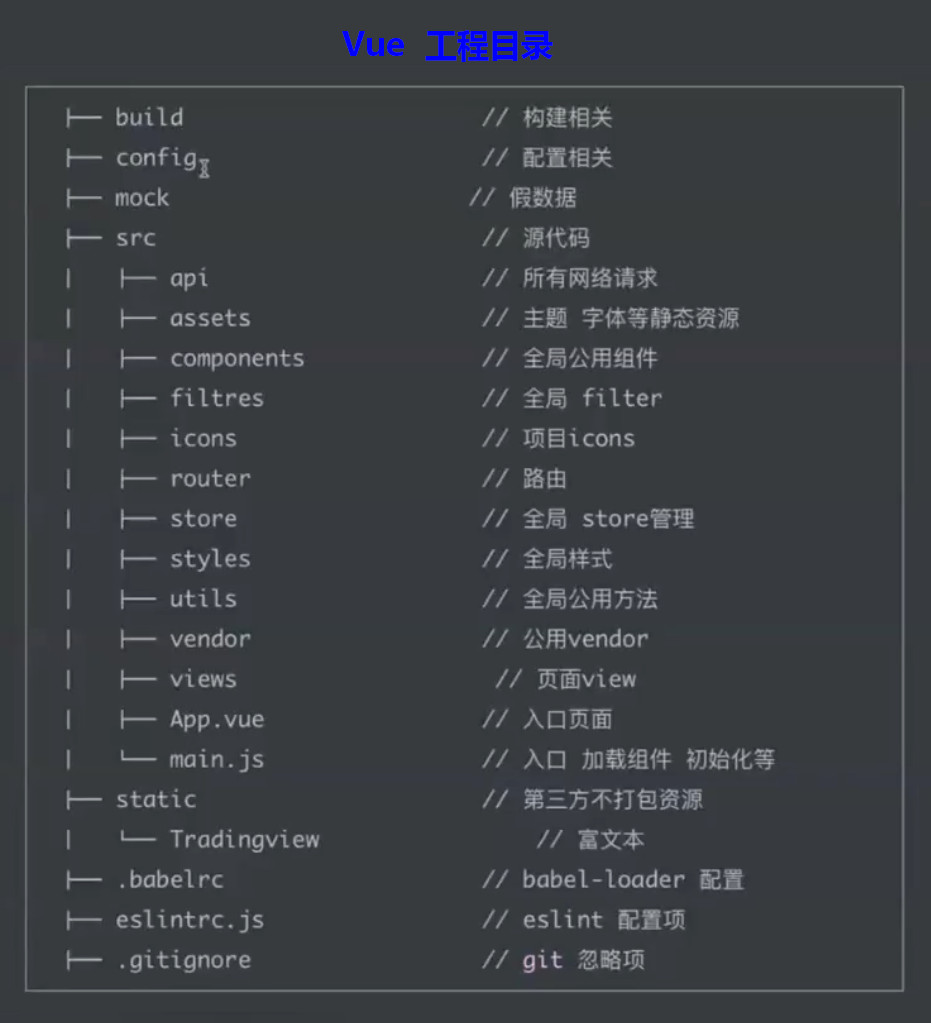 Vue 工程目录
├── build // 构建相关
├── config // 配置相关
├── mock // 假数据
├── src // 源代码
│ ├── api // 所有网络请求
│ ├── assets // 主题 字体等静态资源
│ ├── components // 全局公用组件
│ ├── filtres // 全局 filter
│ ├── icons // 项目icons
│ ├── router // 路由
│ ├── store // 全局 store管理
│ ├── styles // 全局样式
│ ├── utils // 全局公用方法
│ ├── vendor // 公用vendor
│ ├── views // 页面view
│ ├── App.vue // 入口页面
│ └── main.js // 入口 加载组件 初始化等
├── static // 第三方不打包资源
│ └── Tradingview // 富文本
├── .babelrc // babel-loader 配置
├── eslintrc.js // eslint 配置项
├── .gitignore // git 忽略项